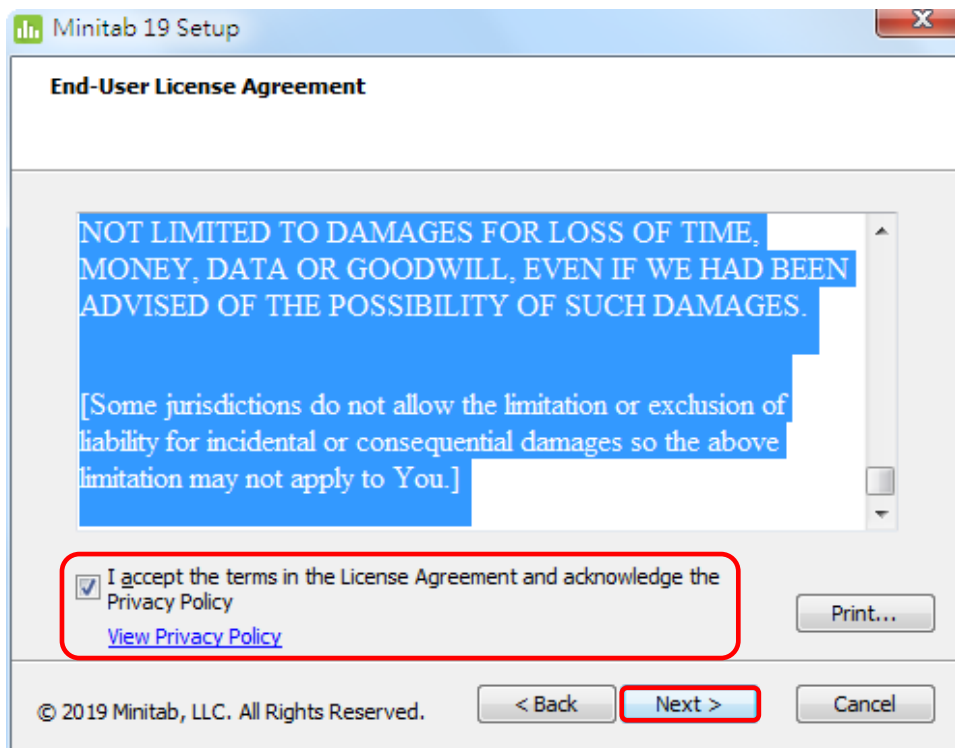 Minitab 19 Setup
End-User License Agreement
NOT LIMITED TO DAMAGES FOR LOSS OF TIME,
MONEY, DATA OR GOODWILL, EVEN IF WE HAD BEEN
ADVISED OF THE POSSIBILITY OF SUCH DAMAGES.
[Some jurisdictions do not allow the limitation or exclusion of
liability for incidental or consequential damages so the above
limitation may not apply to You.]
I accept the terms in the License Agreement and acknowledge the
Privacy Policy
View Privacy Policy
Print...
© 2019 Minitab, LLC. All Rights Reserved.
< Back
Next >
Cancel